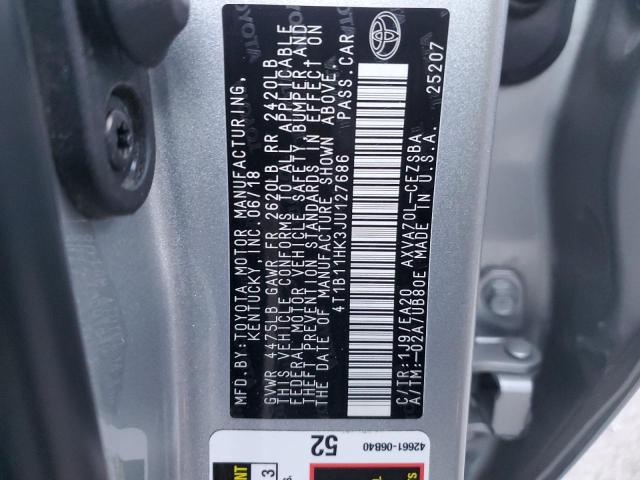 MFD.BY:TOYOTA MOTOR MANUFACTURING,
KENTUCKY,INC.06/18
GVWR 4475LB GAWR FR 2620LB RR 2420LB
THIS VEHICLE CONFORMS TO ALL APPLICABLE
FEDERAL MOTOR VEHICLE SAFETY, BUMPER,AND
THEFT PREVENTION STANDARDS IN EFFECT ON
THE DATE OF MANUFACTURE SHOWN ABOVE.
4T1B11HK3JU127686 PASS.CAR
C/TR:1J9/EA20 AXVA70L-CEZSBA
A/TM:-02A/UB80E MADE IN U.S.A.
25207
52
42661-06B40